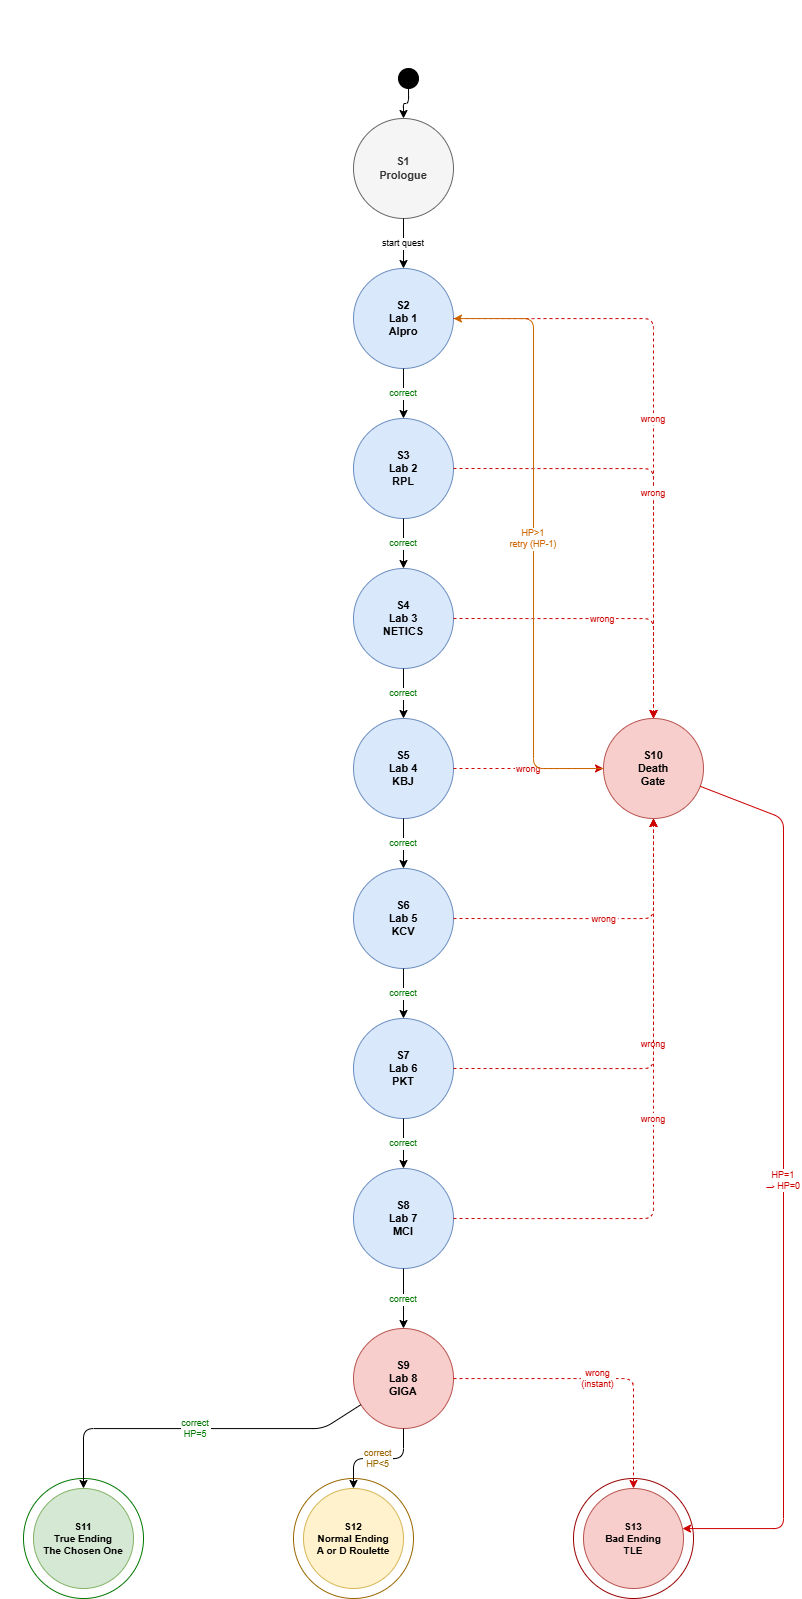 S1
Prologue
start quest
S2
Lab 1
Alpro
correct
wrong
S3
Lab 2
RPL
wrong
HP>1
retry (HP-1)
correct
S4
Lab 3
NETICS
wrong
correct
S5
Lab 4
KBJ
wrong
S10
Death
Gate
correct
S6
Lab 5
KCV
wrong
correct
wrong
S7
Lab 6
PKT
wrong
correct
HP=1
→ HP=0
S8
Lab 7
MCI
correct
S9
Lab 8
GIGA
wrong
(instant)
correct
HP=5
correct
HP<5
S11
True Ending
The Chosen One
S12
Normal Ending
A or D Roulette
S13
Bad Ending
TLE